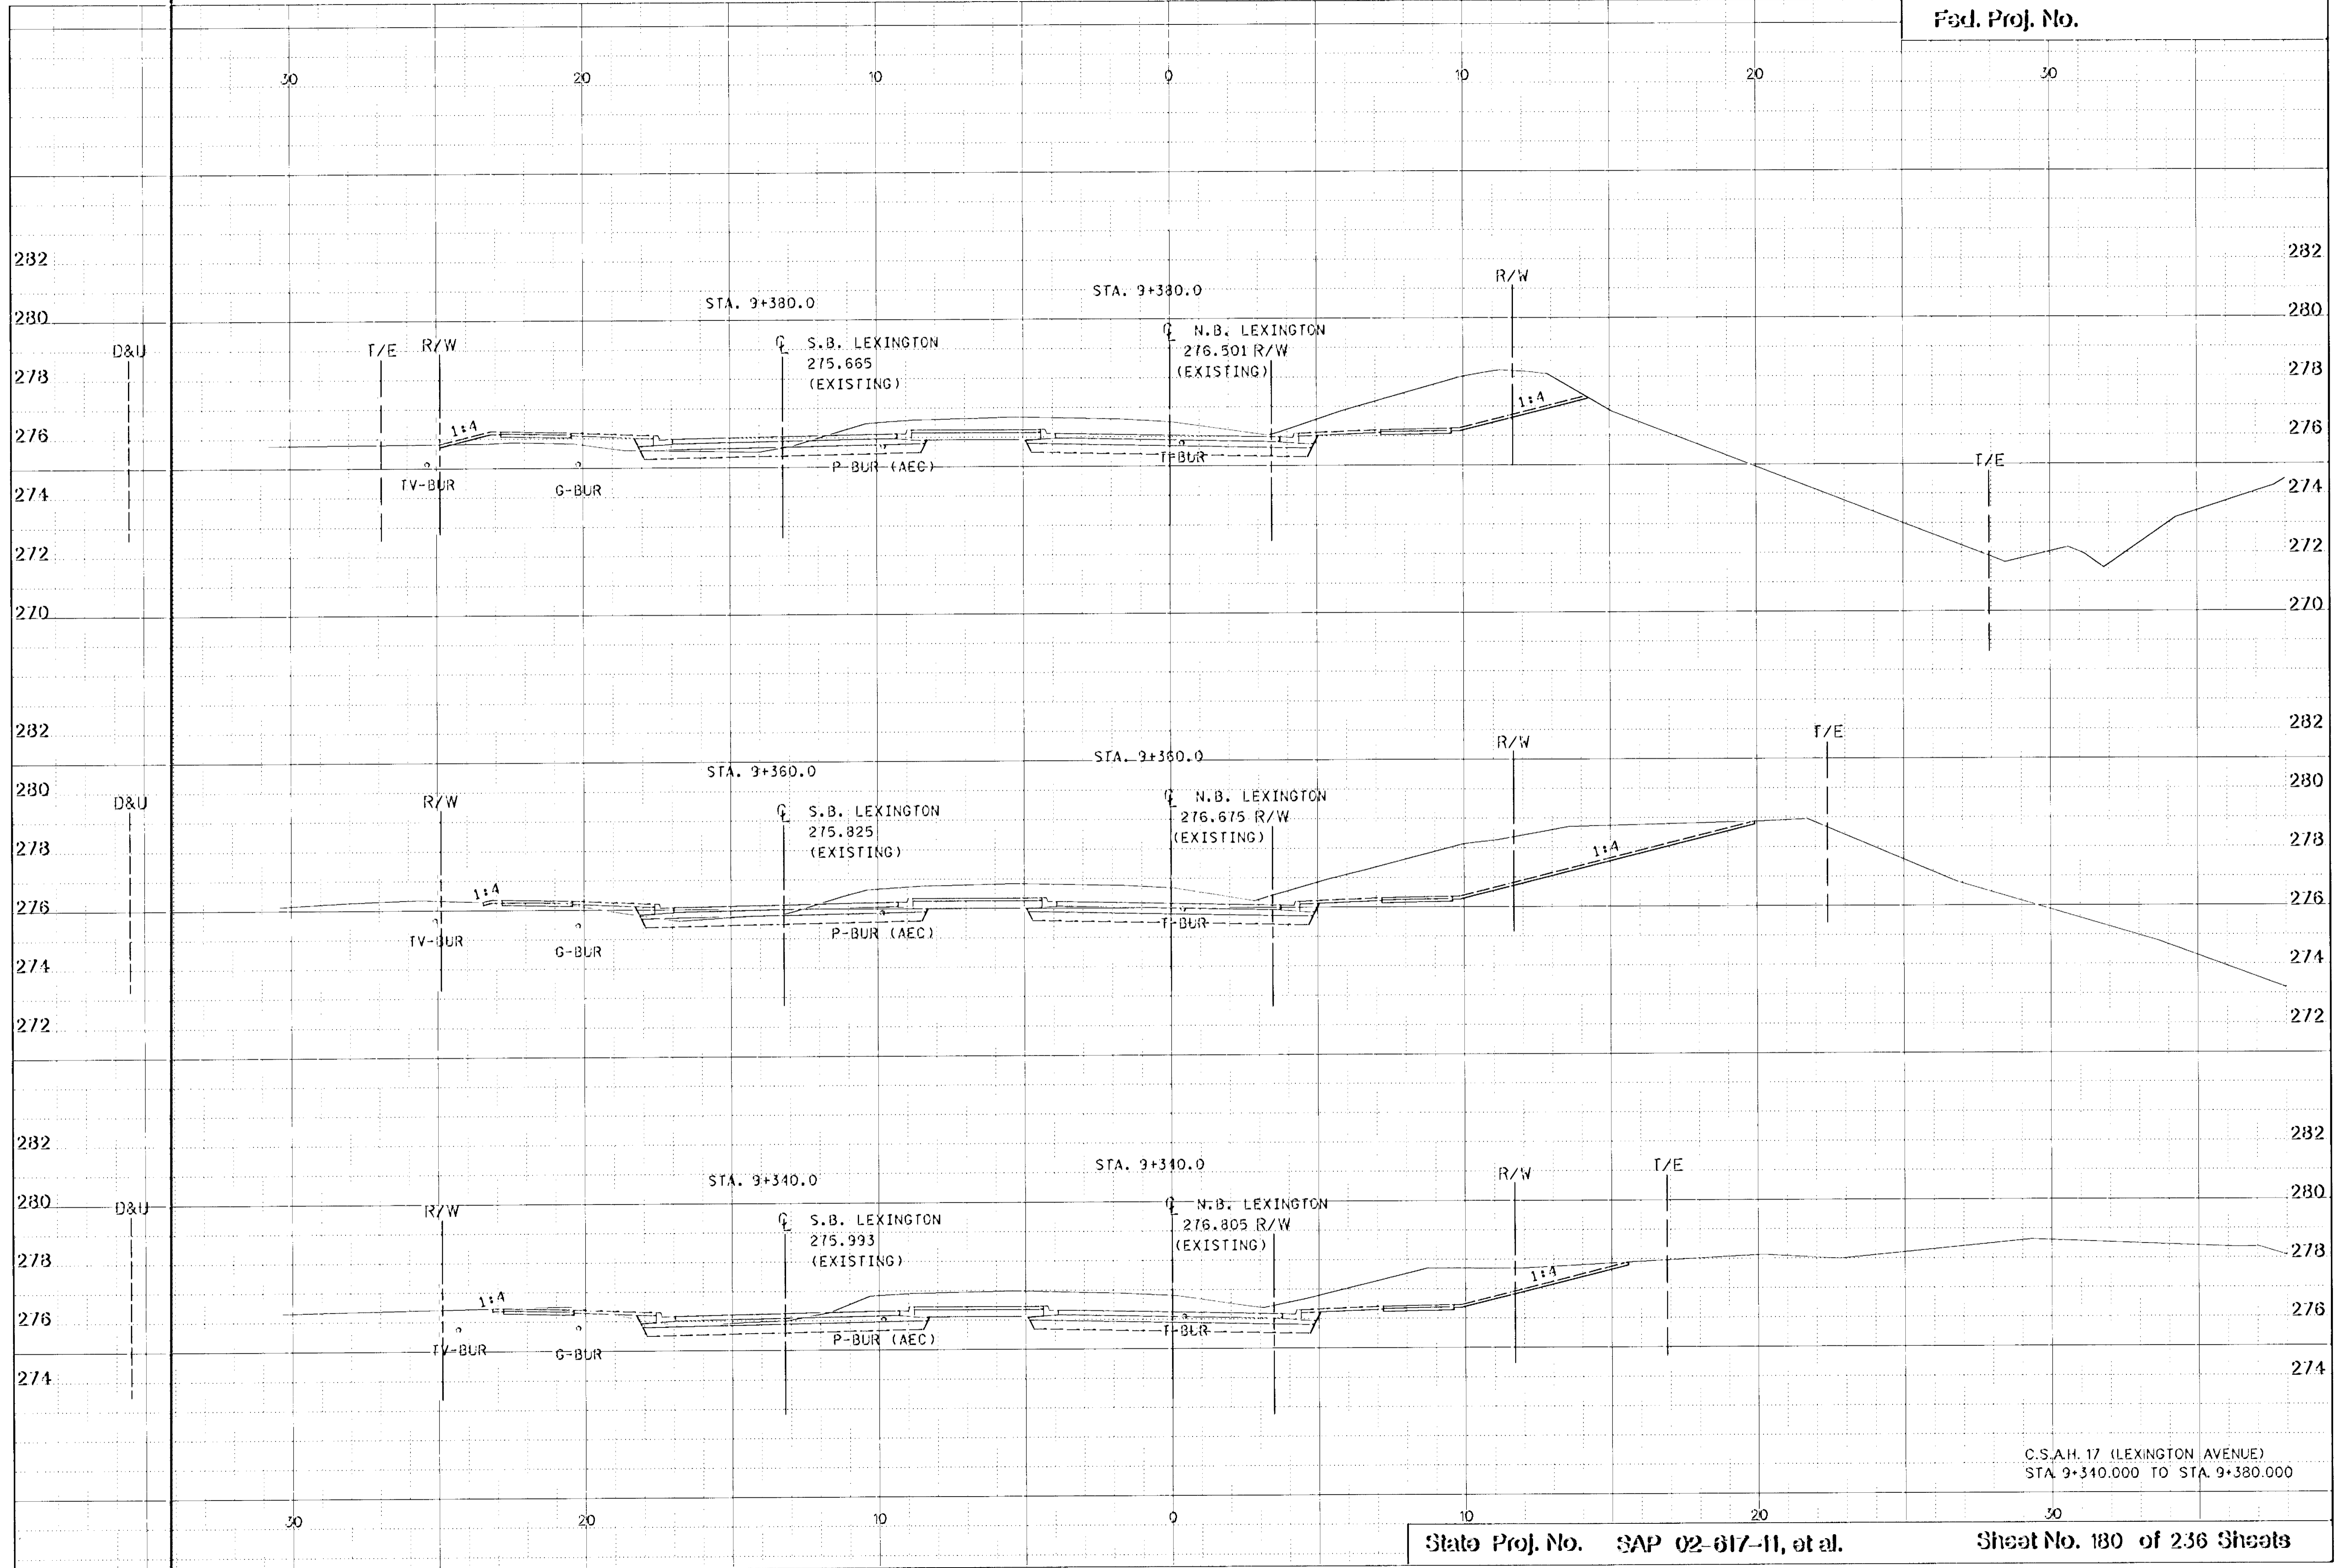 Fed. Proj. No.
30 20 10 0 10 20 30
282 282
R/W
STA. 9+380.0 STA. 9+380.0
280 280
D&U T/E R/W
℄ S.B. LEXINGTON
275.665
(EXISTING)
℄ N.B. LEXINGTON
276.501 R/W
(EXISTING)
278 278
1:4
1:4
276 276
P-BUR (AEC) T-BUR
T/E
TV-BUR G-BUR
274 274
272 272
270 270
282 282
R/W T/E
STA. 9+360.0 STA. 9+360.0
280 280
D&U R/W
℄ S.B. LEXINGTON
275.825
(EXISTING)
℄ N.B. LEXINGTON
276.675 R/W
(EXISTING)
278 278
1:4
1:4
276 276
P-BUR (AEC) T-BUR
TV-BUR G-BUR
274 274
272 272
282 282
STA. 9+340.0 STA. 9+340.0
R/W T/E
280 280
D&U R/W
℄ S.B. LEXINGTON
275.993
(EXISTING)
℄ N.B. LEXINGTON
276.805 R/W
(EXISTING)
278 278
1:4
1:4
276 276
P-BUR (AEC) T-BUR
TV-BUR G-BUR
274 274
C.S.A.H. 17 (LEXINGTON AVENUE)
STA. 9+340.000 TO STA. 9+380.000
30 20 10 0 10 20 30
State Proj. No. SAP 02-617-11, et al. Sheet No. 180 of 236 Sheets